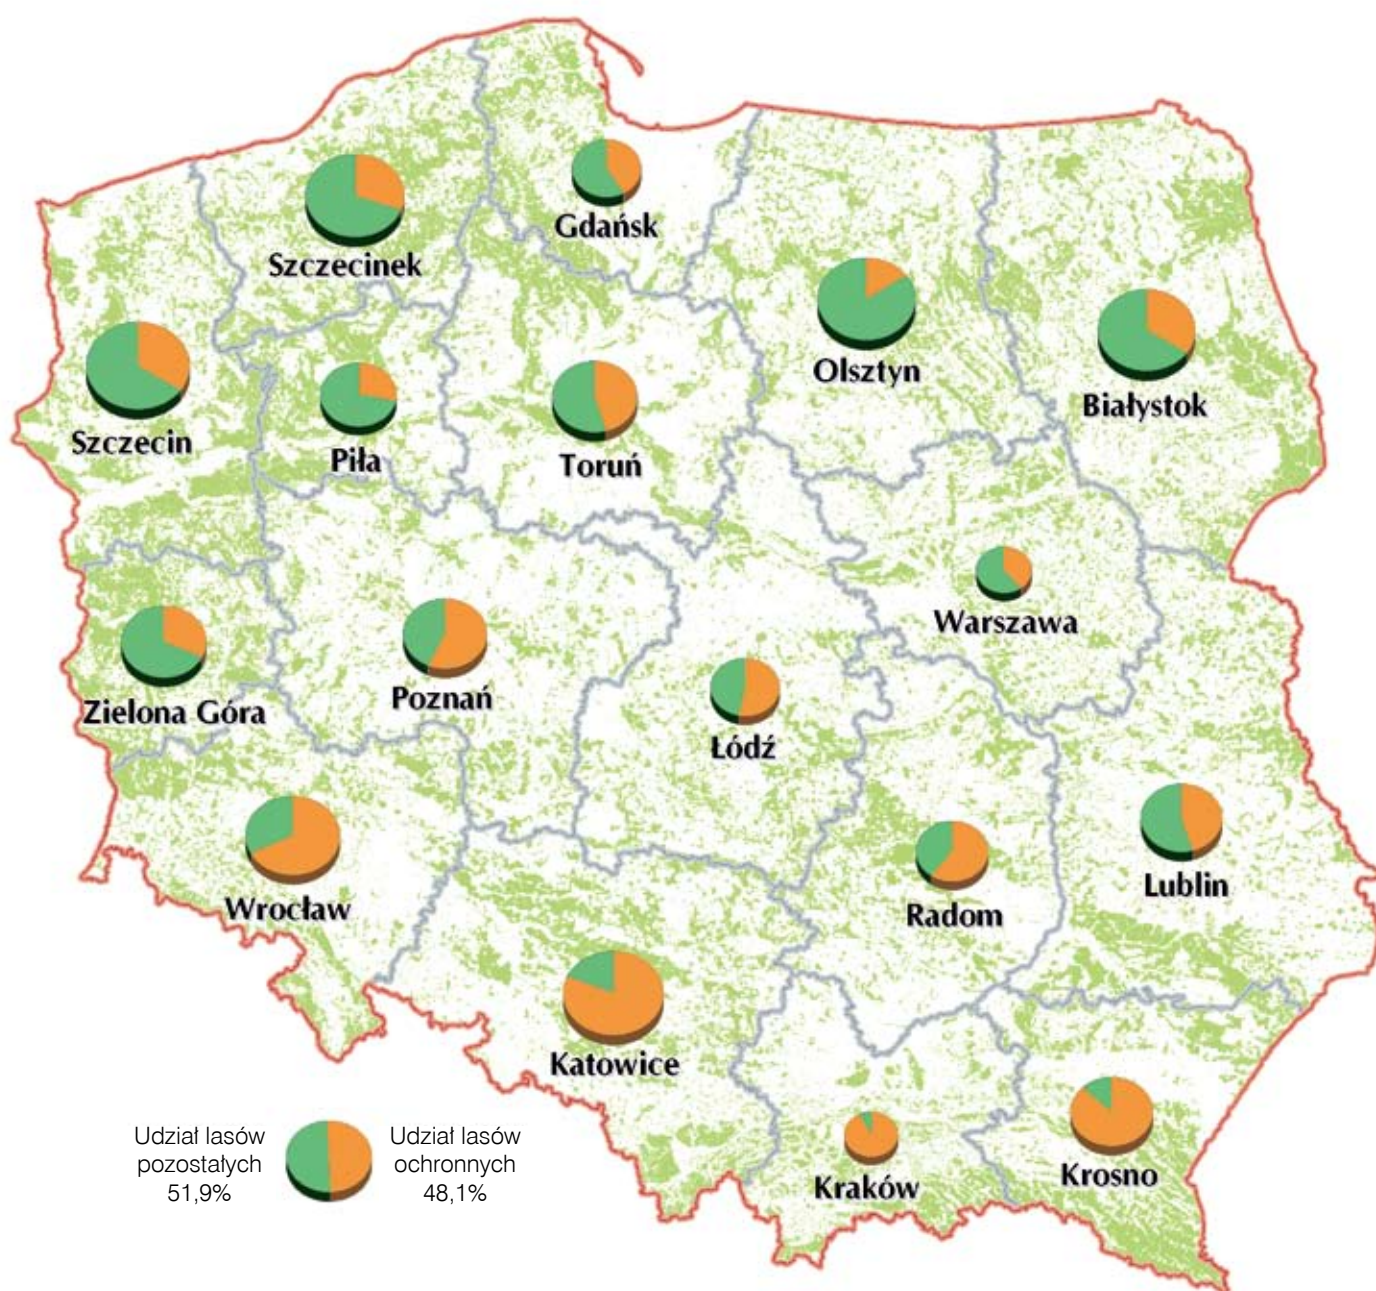 Gdańsk
Szczecinek
Olsztyn
Białystok
Szczecin
Piła
Toruń
Warszawa
Zielona Góra
Poznań
Łódź
Wrocław
Radom
Lublin
Katowice
Kraków
Krosno
Udział lasów
pozostałych
51,9%
Udział lasów
ochronnych
48,1%